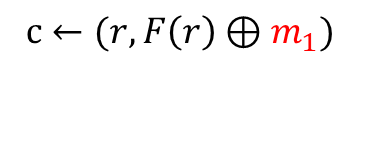 c ← (r, F(r) ⊕ m₁)